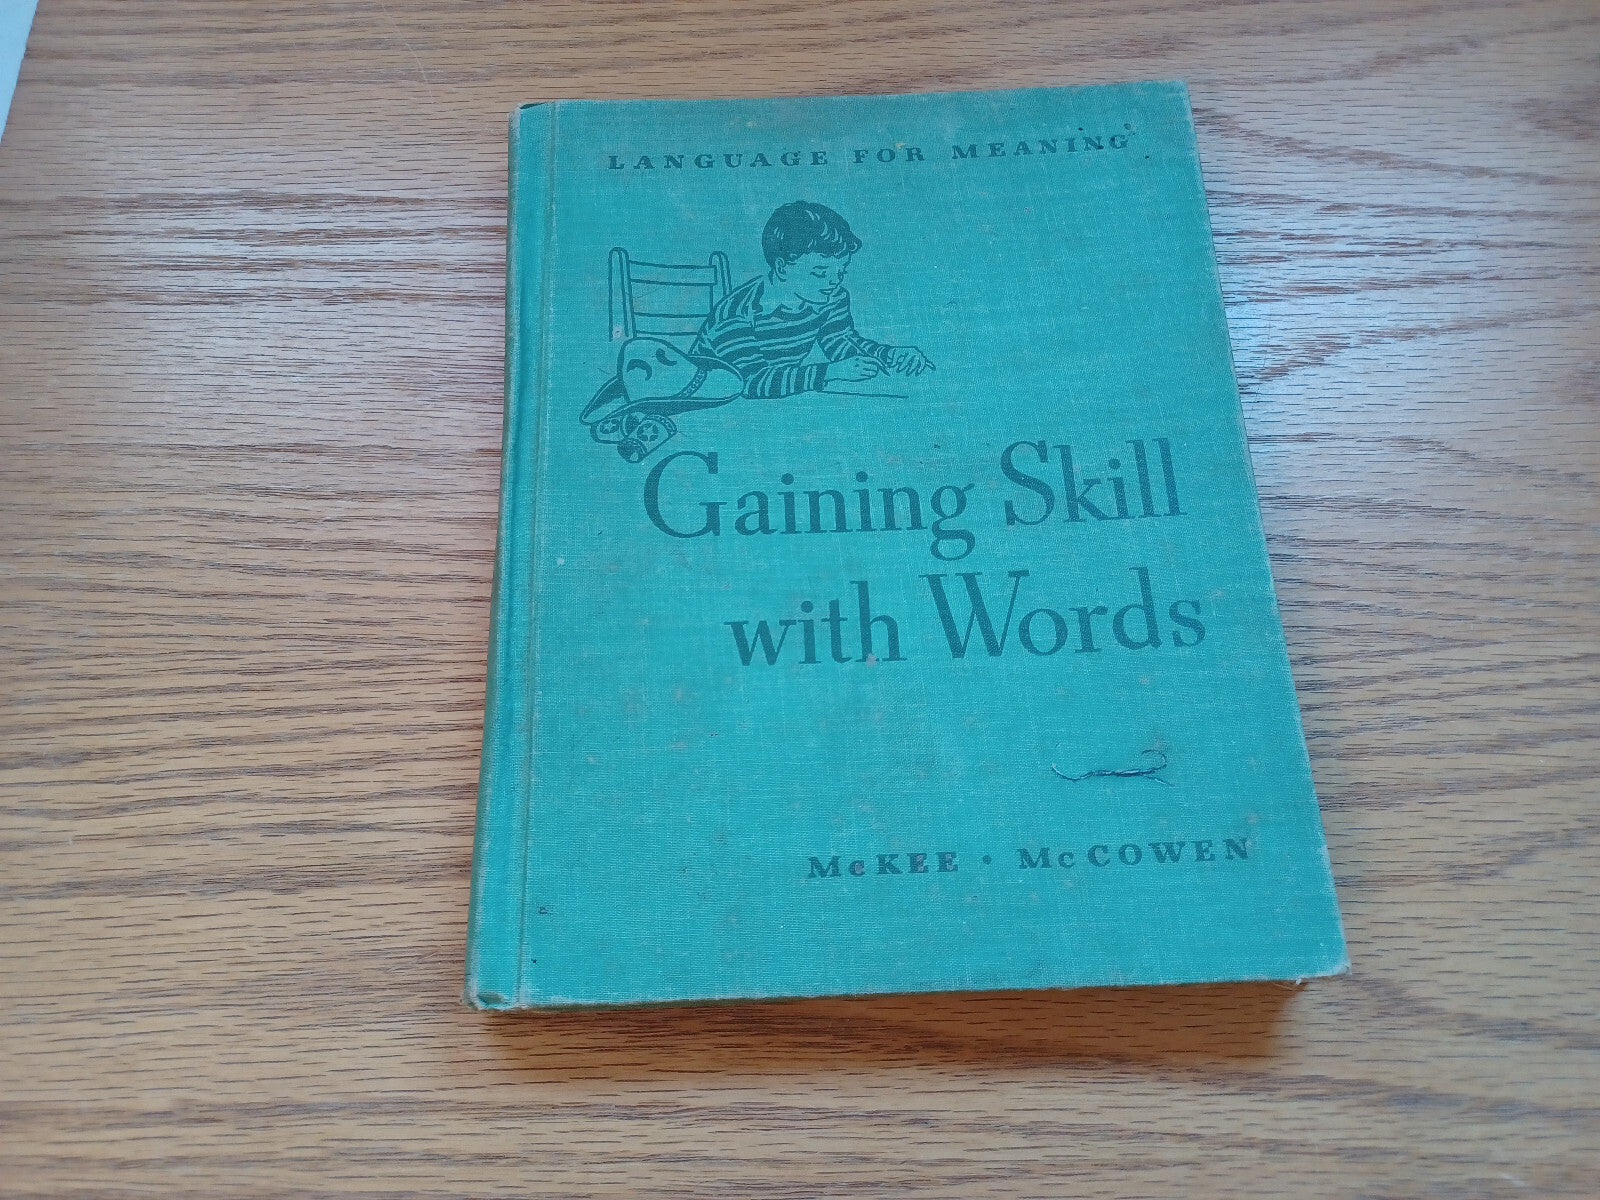 LANGUAGE FOR MEANING
Gaining Skill
with Words
McKEE • McCOWEN